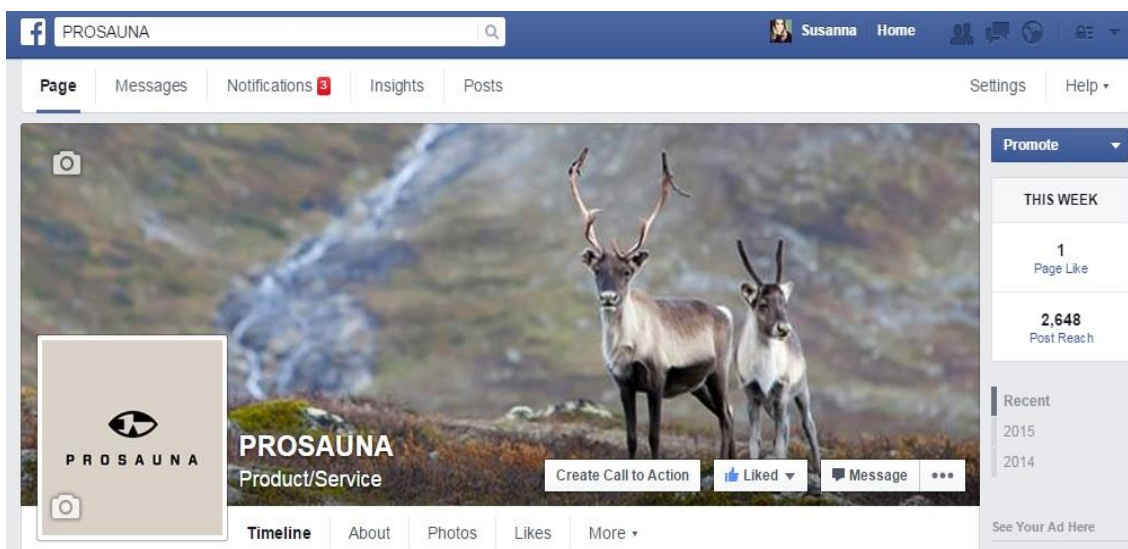 f PROSAUNA Susanna Home
Page Messages Notifications 3 Insights Posts Settings Help
Promote
THIS WEEK
1
Page Like
2,648
Post Reach
Recent
2015
2014
See Your Ad Here
PROSAUNA
PROSAUNA
Product/Service
Create Call to Action Liked Message •••
Timeline About Photos Likes More